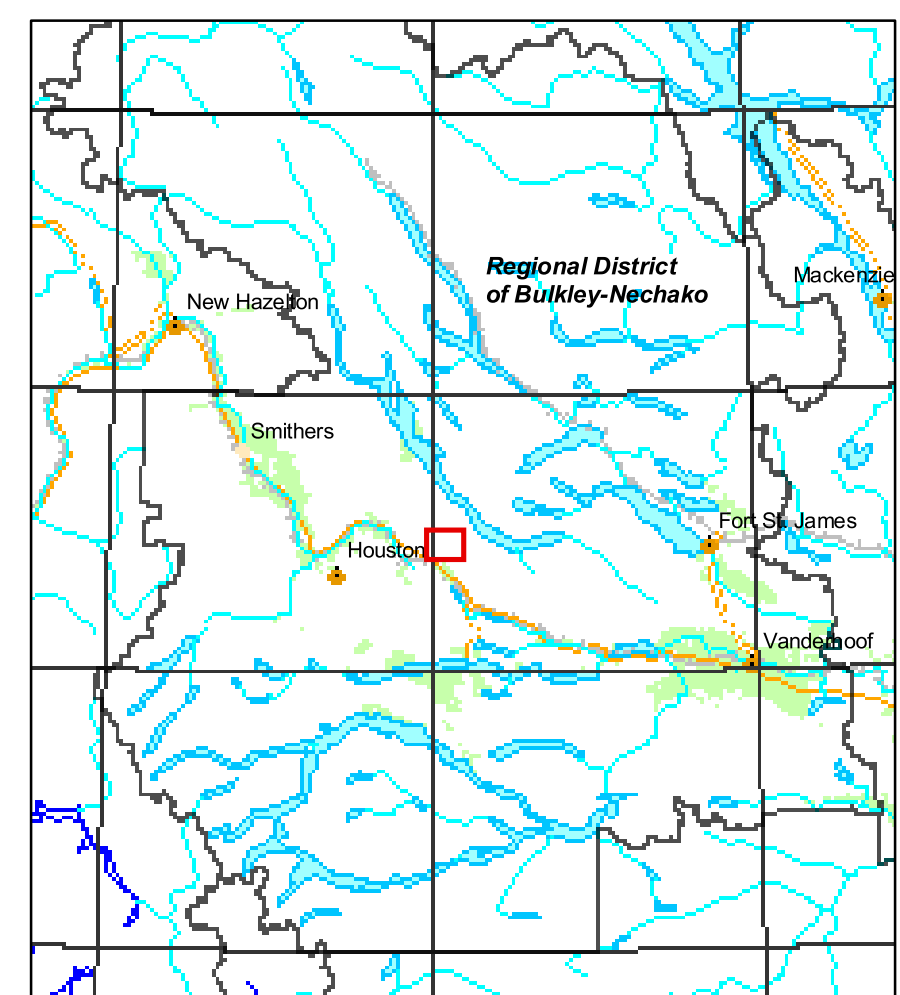 Regional District
of Bulkley-Nechako
Mackenzie
New Hazelton
Smithers
Fort St. James
Houston
Vanderhoof